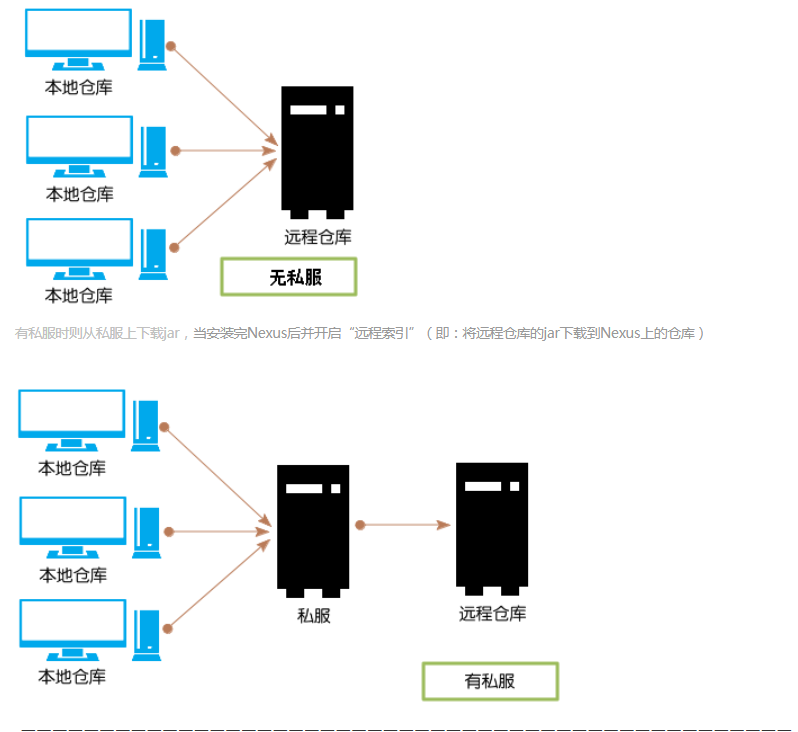 本地仓库
本地仓库
远程仓库
无私服
本地仓库
有私服时则从私服上下载jar，当安装完Nexus后并开启“远程索引”（即：将远程仓库的jar下载到Nexus上的仓库）
本地仓库
本地仓库
私服
远程仓库
本地仓库
有私服